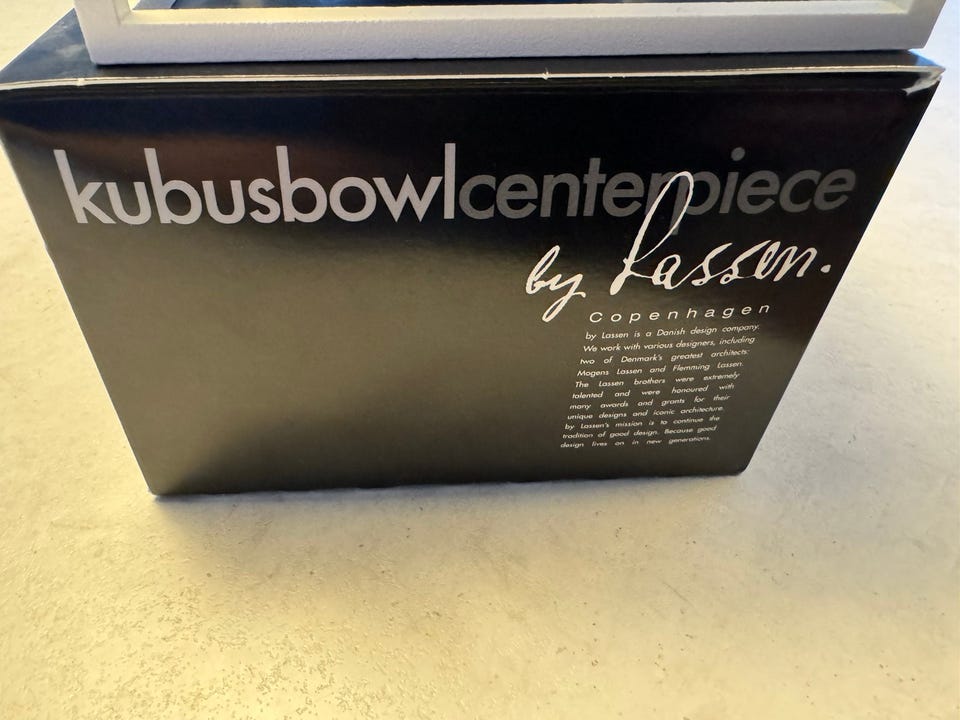 kubusbowlcenterpiece
by Lassen.
Copenhagen
by Lassen is a Danish design company.
We work with various designers, including
two of Denmark's greatest architects:
Mogens Lassen and Flemming Lassen.
The Lassen brothers were extremely
talented and were honoured with
many awards and grants for their
unique designs and iconic architecture.
by Lassen's mission is to continue the
tradition of good design. Because good
design lives on in new generations.